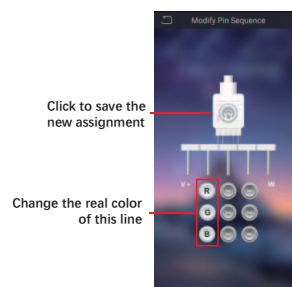 Modify Pin Sequence
Click to save the
new assignment
V+ W
Change the real color
of this line
R
G
B